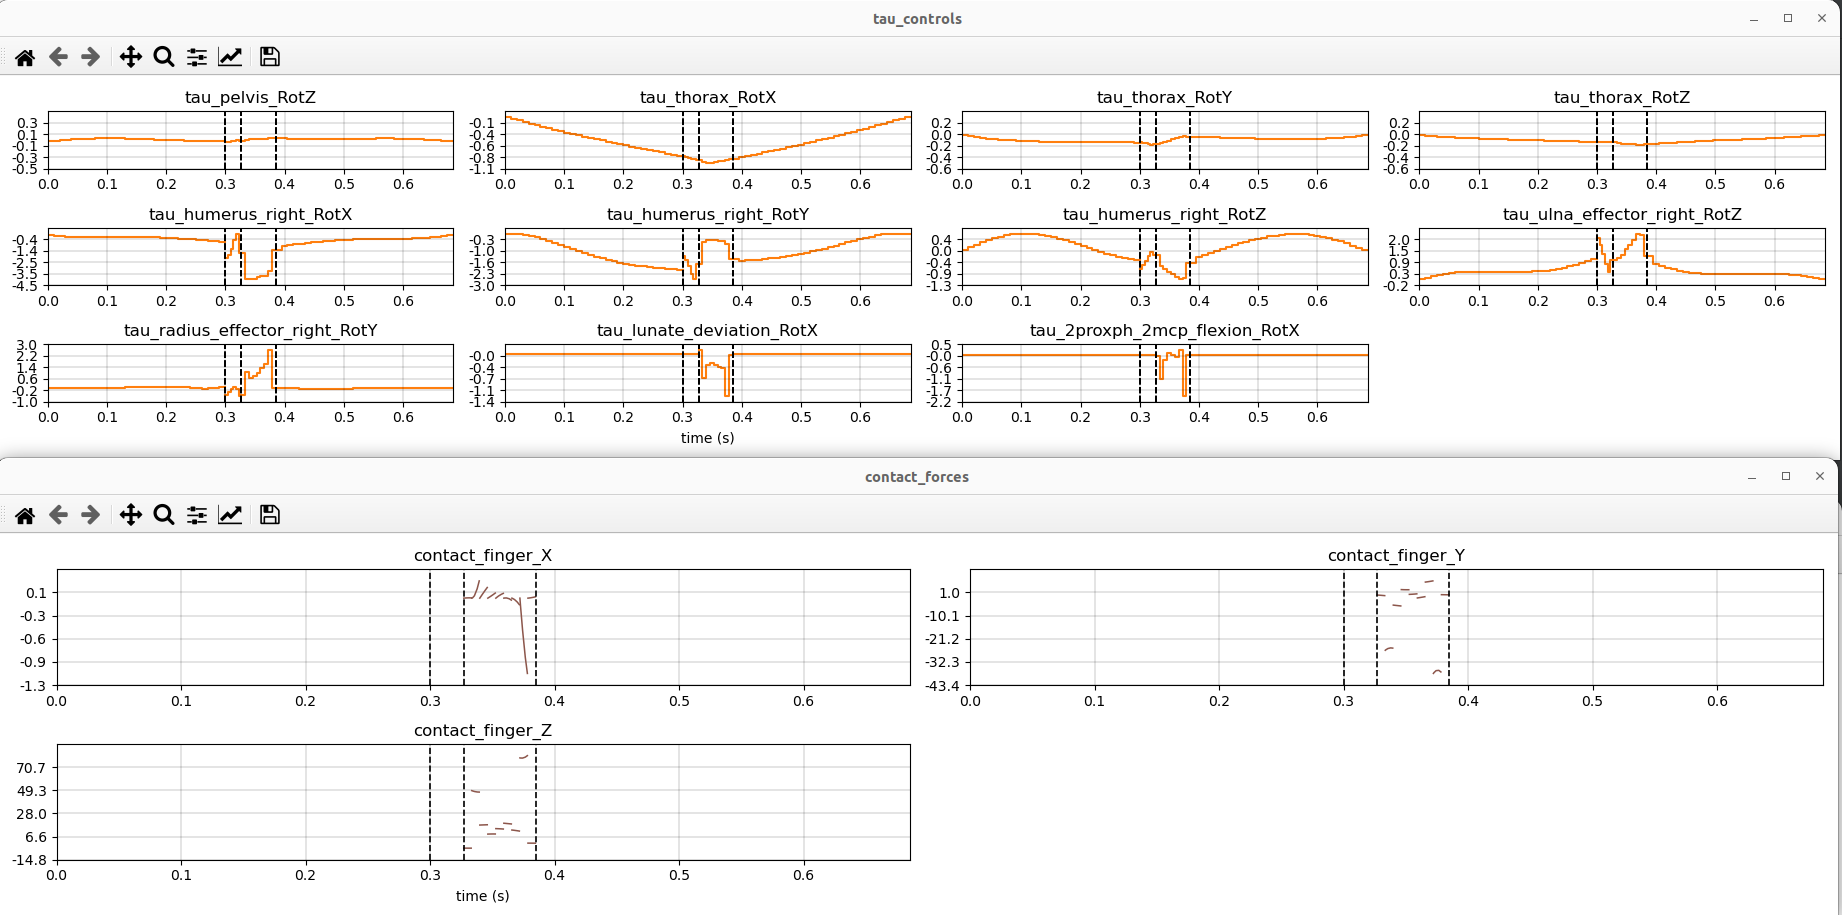 tau_controls
tau_pelvis_RotZ
tau_thorax_RotX
tau_thorax_RotY
tau_thorax_RotZ
0.3
0.1
-0.1
-0.3
-0.5
0.0 0.1 0.2 0.3 0.4 0.5 0.6
-0.1
-0.4
-0.6
-0.8
-1.1
0.0 0.1 0.2 0.3 0.4 0.5 0.6
0.2
0.0
-0.2
-0.4
-0.6
0.0 0.1 0.2 0.3 0.4 0.5 0.6
0.2
0.0
-0.2
-0.4
-0.6
0.0 0.1 0.2 0.3 0.4 0.5 0.6
tau_humerus_right_RotX
tau_humerus_right_RotY
tau_humerus_right_RotZ
tau_ulna_effector_right_RotZ
-0.4
-1.4
-2.5
-3.5
-4.5
0.0 0.1 0.2 0.3 0.4 0.5 0.6
-0.3
-1.0
-1.6
-2.3
-3.0
0.0 0.1 0.2 0.3 0.4 0.5 0.6
0.4
0.0
-0.4
-0.9
-1.3
0.0 0.1 0.2 0.3 0.4 0.5 0.6
2.0
1.5
0.9
0.3
-0.2
0.0 0.1 0.2 0.3 0.4 0.5 0.6
tau_radius_effector_right_RotY
tau_lunate_deviation_RotX
tau_2proxph_2mcp_flexion_RotX
3.0
2.2
1.4
0.6
-0.2
-1.0
0.0 0.1 0.2 0.3 0.4 0.5 0.6
-0.0
-0.4
-0.7
-1.1
-1.4
0.0 0.1 0.2 0.3 0.4 0.5 0.6
time (s)
0.5
-0.0
-0.6
-1.1
-1.7
-2.2
0.0 0.1 0.2 0.3 0.4 0.5 0.6
contact_forces
contact_finger_X
contact_finger_Y
0.1
-0.3
-0.6
-0.9
-1.3
0.0 0.1 0.2 0.3 0.4 0.5 0.6
1.0
-10.1
-21.2
-32.3
-43.4
0.0 0.1 0.2 0.3 0.4 0.5 0.6
contact_finger_Z
70.7
49.3
28.0
6.6
-14.8
0.0 0.1 0.2 0.3 0.4 0.5 0.6
time (s)